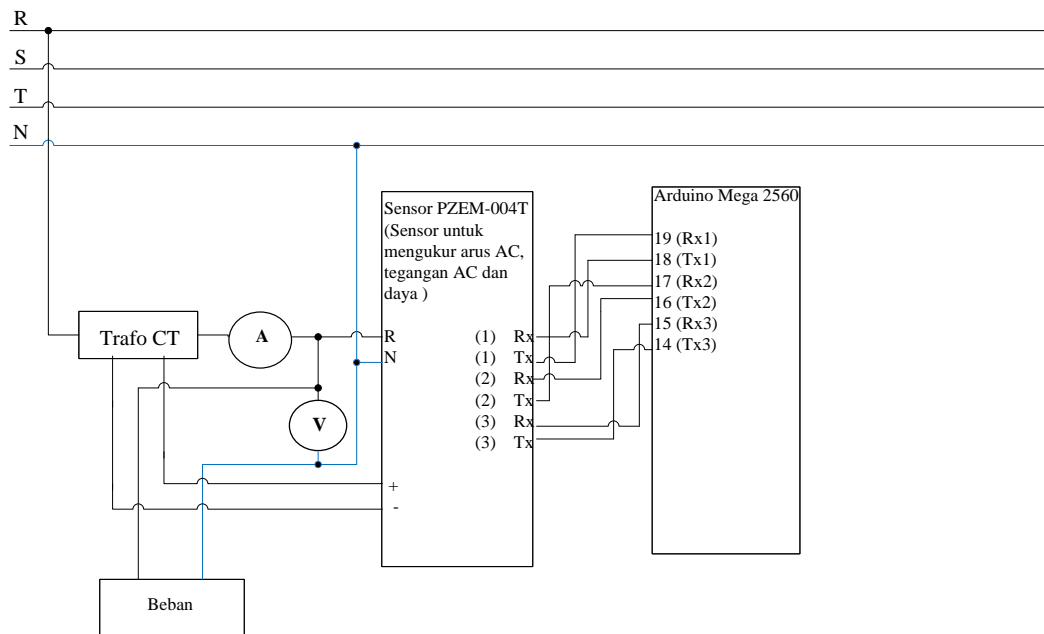 R
S
T
N
Sensor PZEM-004T
(Sensor untuk
mengukur arus AC,
tegangan AC dan
daya )
Arduino Mega 2560
19 (Rx1)
18 (Tx1)
17 (Rx2)
16 (Tx2)
15 (Rx3)
14 (Tx3)
Trafo CT
A
V
R
N
(1) Rx
(1) Tx
(2) Rx
(2) Tx
(3) Rx
(3) Tx
+
-
Beban